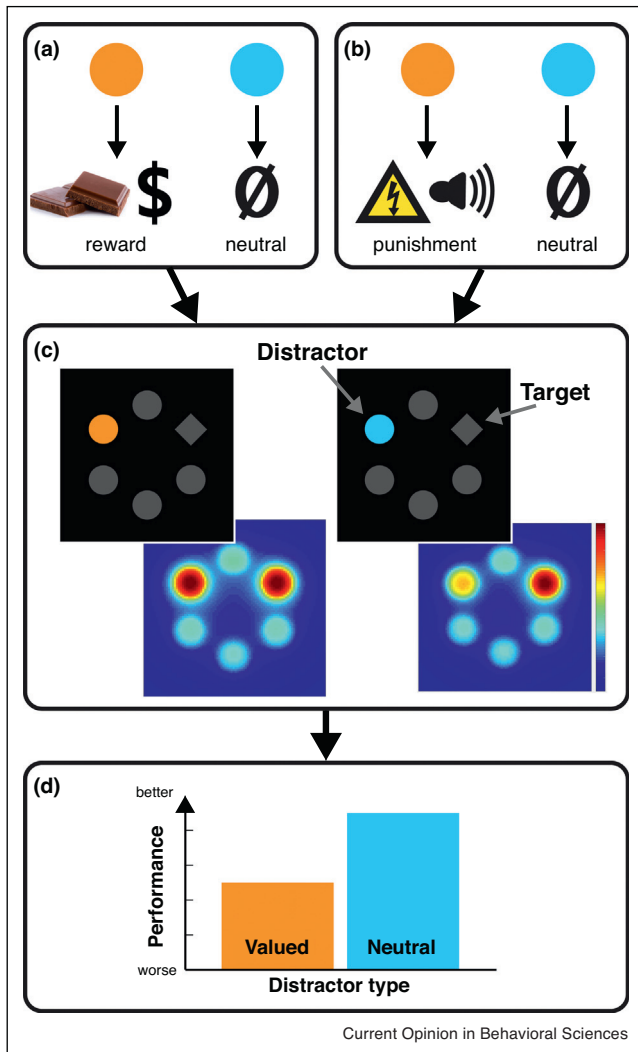 (a)
$
Ø
reward
neutral
(b)
Ø
punishment
neutral
(c)
Distractor
Target
(d)
better
Performance
worse
Valued
Neutral
Distractor type
Current Opinion in Behavioral Sciences